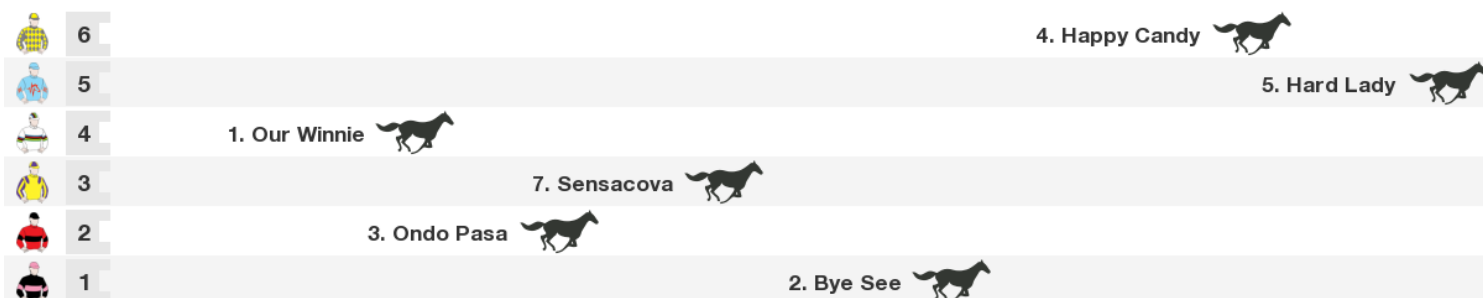 6 4. Happy Candy
5 5. Hard Lady
4 1. Our Winnie
3 7. Sensacova
2 3. Ondo Pasa
1 2. Bye See